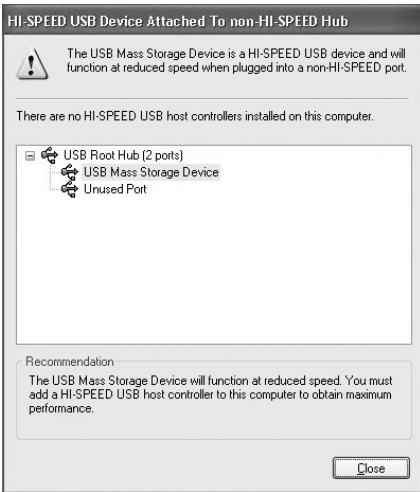 HI-SPEED USB Device Attached To non-HI-SPEED Hub
The USB Mass Storage Device is a HI-SPEED USB device and will
function at reduced speed when plugged into a non-HI-SPEED port.
There are no HI-SPEED USB host controllers installed on this computer.
USB Root Hub (2 ports)
USB Mass Storage Device
Unused Port
Recommendation
The USB Mass Storage Device will function at reduced speed. You must
add a HI-SPEED USB host controller to this computer to obtain maximum
performance.
Close